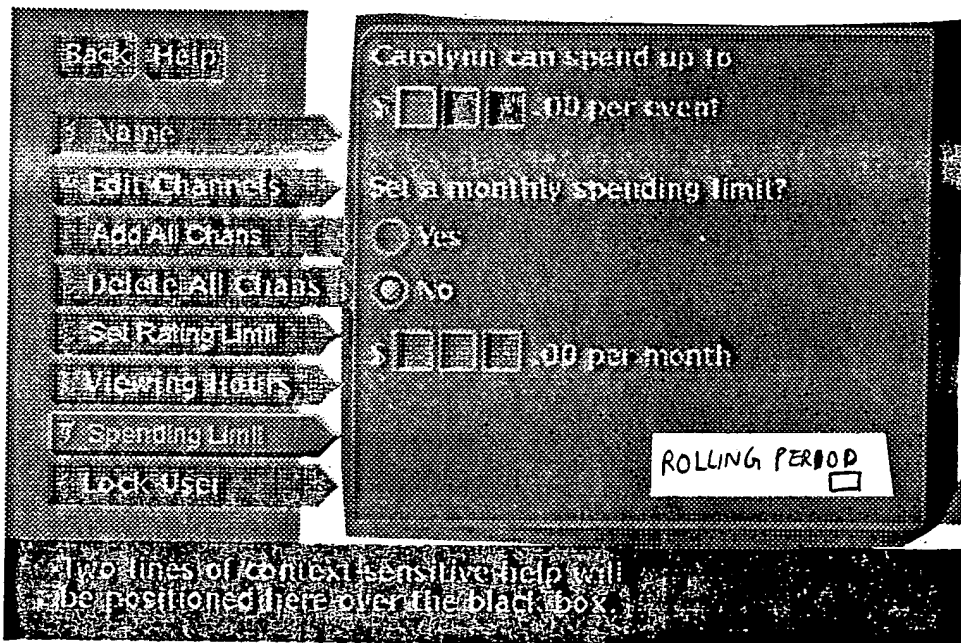 Back Help
Name
Edit Channels
Add All Chans
Delete All Chans
Set Rating Limit
Viewing Hours
7 Spending Limit
Lock User
Carolynn can spend up to
$ .00 per event
Set a monthly spending limit?
Yes
No
$ .00 per month
ROLLING PERIOD
Two lines of context sensitive help will
be positioned here over the black box.